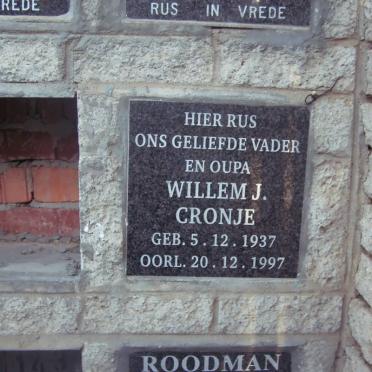 REDE
RUS IN VREDE
HIER RUS
ONS GELIEFDE VADER
EN OUPA
WILLEM J.
CRONJE
GEB. 5.12.1937
OORL. 20.12.1997
ROODMAN